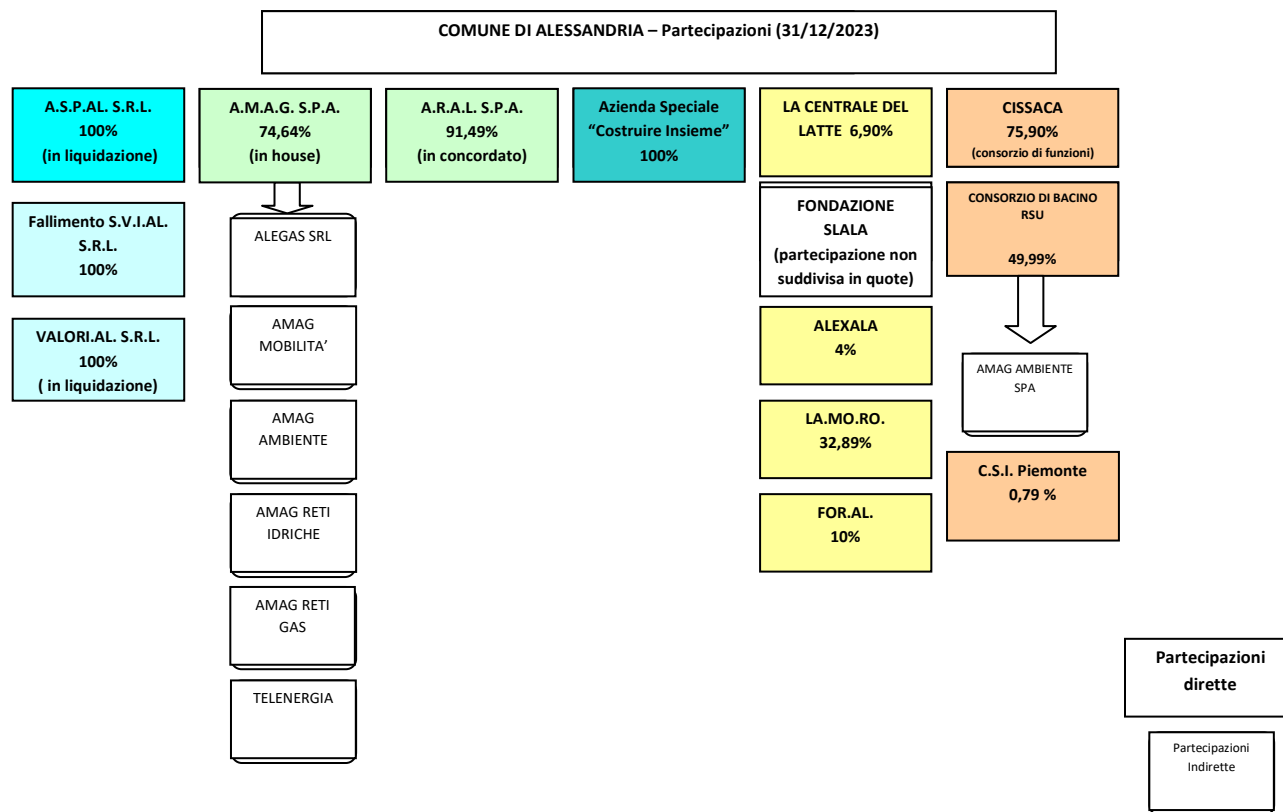 COMUNE DI ALESSANDRIA – Partecipazioni (31/12/2023)
A.S.P.AL. S.R.L.
100%
(in liquidazione)
Fallimento S.V.I.AL.
S.R.L.
100%
VALORI.AL. S.R.L.
100%
( in liquidazione)
A.M.A.G. S.P.A.
74,64%
(in house)
ALEGAS SRL
AMAG
MOBILITA’
AMAG
AMBIENTE
AMAG RETI
IDRICHE
AMAG RETI
GAS
TELENERGIA
A.R.A.L. S.P.A.
91,49%
(in concordato)
Azienda Speciale
“Costruire Insieme”
100%
LA CENTRALE DEL
LATTE 6,90%
FONDAZIONE
SLALA
(partecipazione non
suddivisa in quote)
ALEXALA
4%
LA.MO.RO.
32,89%
FOR.AL.
10%
CISSACA
75,90%
(consorzio di funzioni)
CONSORZIO DI BACINO
RSU
49,99%
AMAG AMBIENTE
SPA
C.S.I. Piemonte
0,79 %
Partecipazioni
dirette
Partecipazioni
Indirette